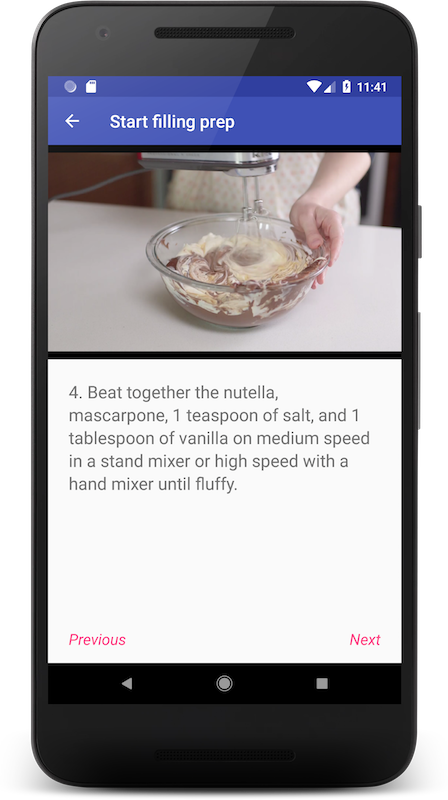 11:41
Start filling prep
4. Beat together the nutella,
mascarpone, 1 teaspoon of salt, and 1
tablespoon of vanilla on medium speed
in a stand mixer or high speed with a
hand mixer until fluffy.
Previous
Next